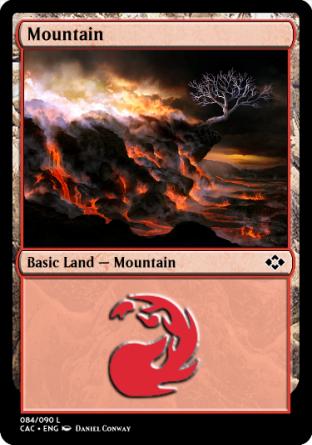 Mountain
Basic Land — Mountain
084/090 L
CAC • ENG Daniel Conway